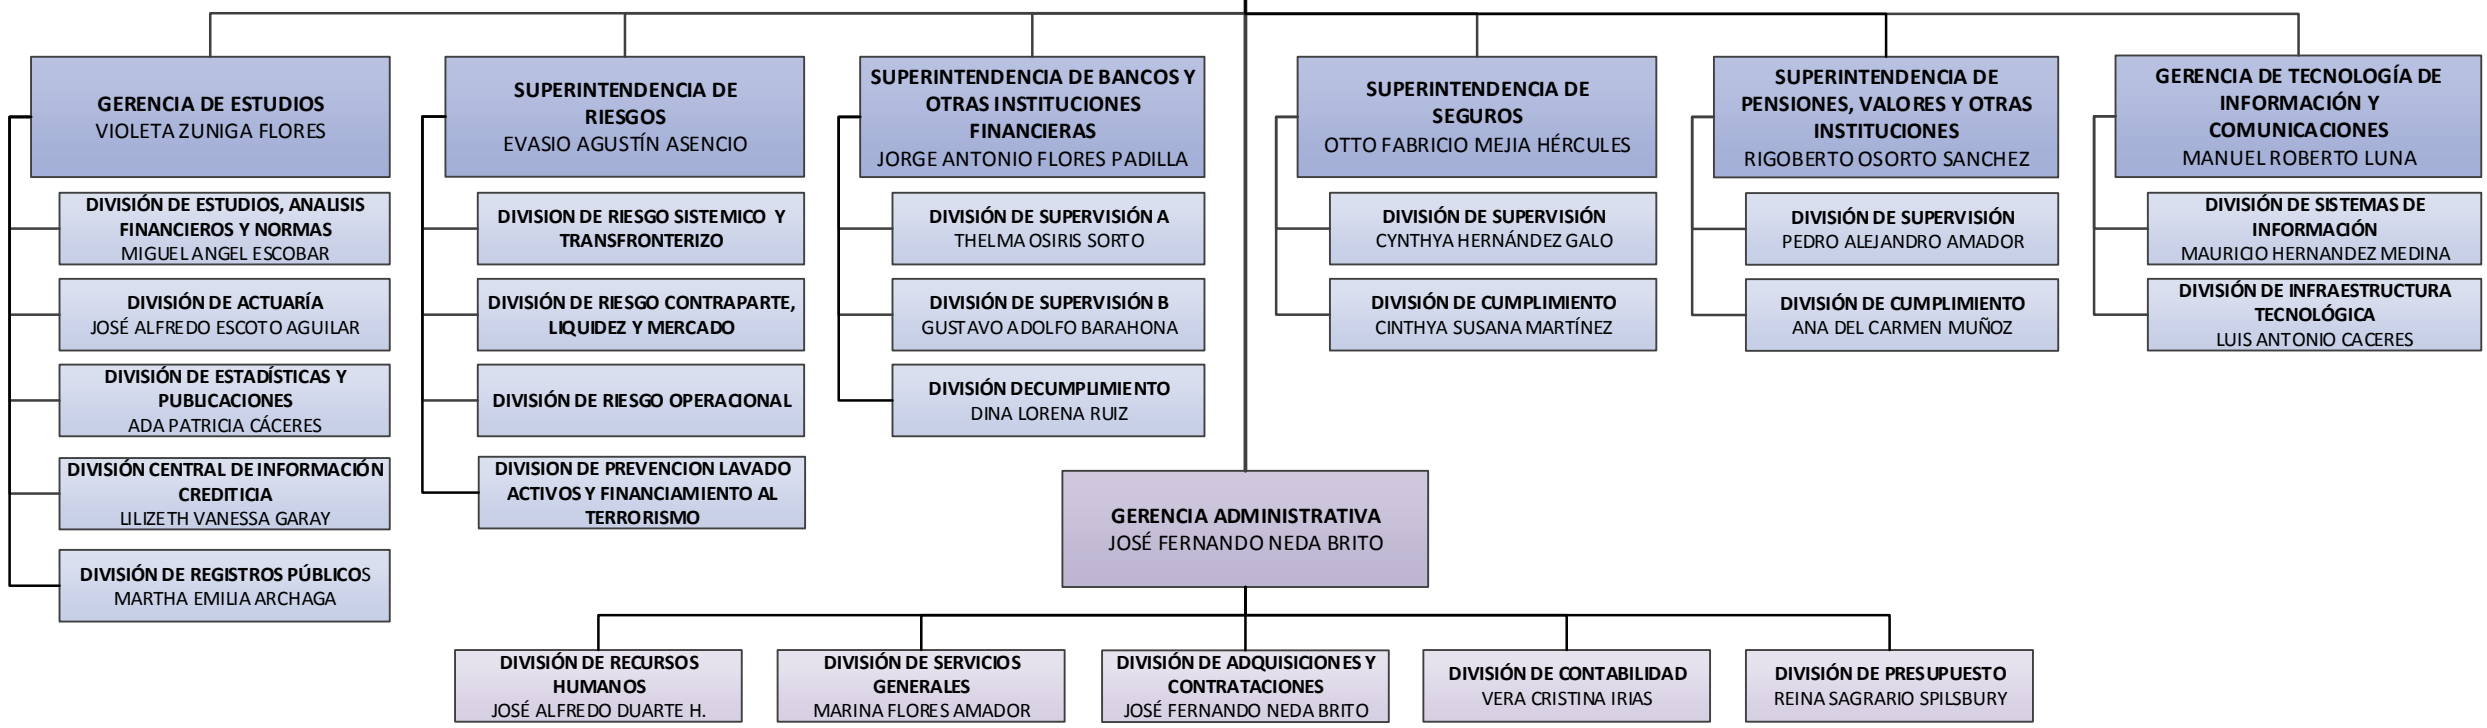 GERENCIA DE ESTUDIOS
VIOLETA ZUNIGA FLORES
DIVISIÓN DE ESTUDIOS, ANALISIS
FINANCIEROS Y NORMAS
MIGUEL ANGEL ESCOBAR
DIVISIÓN DE ACTUARÍA
JOSÉ ALFREDO ESCOTO AGUILAR
DIVISIÓN DE ESTADÍSTICAS Y
PUBLICACIONES
ADA PATRICIA CÁCERES
DIVISIÓN CENTRAL DE INFORMACIÓN
CREDITICIA
LILIZETH VANESSA GARAY
DIVISIÓN DE REGISTROS PÚBLICOS
MARTHA EMILIA ARCHAGA
SUPERINTENDENCIA DE
RIESGOS
EVASIO AGUSTÍN ASENCIO
DIVISION DE RIESGO SISTEMICO Y
TRANSFRONTERIZO
DIVISIÓN DE RIESGO CONTRAPARTE,
LIQUIDEZ Y MERCADO
DIVISIÓN DE RIESGO OPERACIONAL
DIVISION DE PREVENCION LAVADO
ACTIVOS Y FINANCIAMIENTO AL
TERRORISMO
SUPERINTENDENCIA DE BANCOS Y
OTRAS INSTITUCIONES
FINANCIERAS
JORGE ANTONIO FLORES PADILLA
DIVISIÓN DE SUPERVISIÓN A
THELMA OSIRIS SORTO
DIVISIÓN DE SUPERVISIÓN B
GUSTAVO ADOLFO BARAHONA
DIVISIÓN DECUMPLIMIENTO
DINA LORENA RUIZ
SUPERINTENDENCIA DE
SEGUROS
OTTO FABRICIO MEJIA HÉRCULES
DIVISIÓN DE SUPERVISIÓN
CYNTHYA HERNÁNDEZ GALO
DIVISIÓN DE CUMPLIMIENTO
CINTHYA SUSANA MARTÍNEZ
SUPERINTENDENCIA DE
PENSIONES, VALORES Y OTRAS
INSTITUCIONES
RIGOBERTO OSORTO SANCHEZ
DIVISIÓN DE SUPERVISIÓN
PEDRO ALEJANDRO AMADOR
DIVISIÓN DE CUMPLIMIENTO
ANA DEL CARMEN MUÑOZ
GERENCIA DE TECNOLOGÍA DE
INFORMACIÓN Y
COMUNICACIONES
MANUEL ROBERTO LUNA
DIVISIÓN DE SISTEMAS DE
INFORMACIÓN
MAURICIO HERNANDEZ MEDINA
DIVISIÓN DE INFRAESTRUCTURA
TECNOLÓGICA
LUIS ANTONIO CACERES
GERENCIA ADMINISTRATIVA
JOSÉ FERNANDO NEDA BRITO
DIVISIÓN DE RECURSOS
HUMANOS
JOSÉ ALFREDO DUARTE H.
DIVISIÓN DE SERVICIOS
GENERALES
MARINA FLORES AMADOR
DIVISIÓN DE ADQUISICIONES Y
CONTRATACIONES
JOSÉ FERNANDO NEDA BRITO
DIVISIÓN DE CONTABILIDAD
VERA CRISTINA IRIAS
DIVISIÓN DE PRESUPUESTO
REINA SAGRARIO SPILSBURY